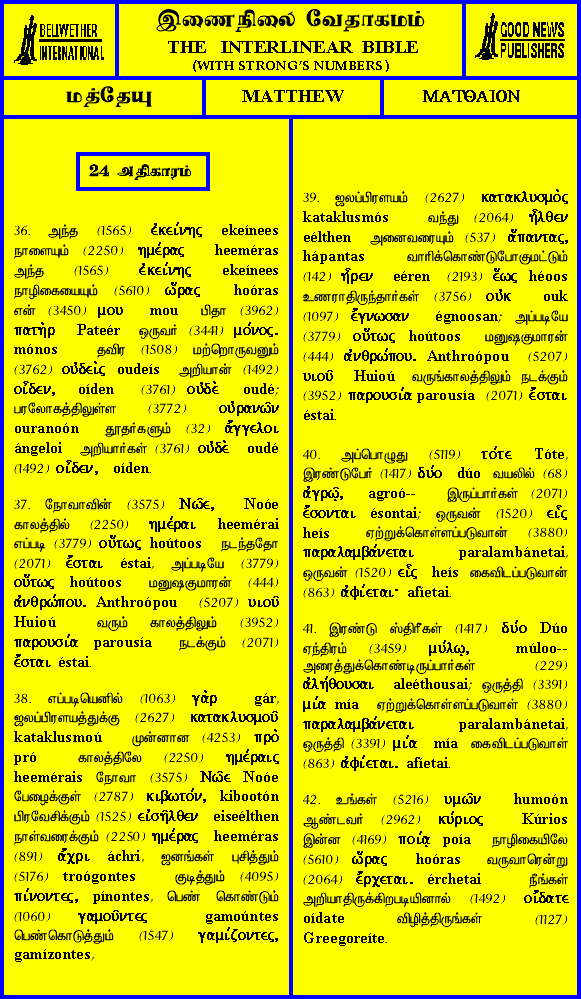 BELLWETHER
INTERNATIONAL
இணைநிலை வேதாகமம்
THE INTERLINEAR BIBLE
(WITH STRONG'S NUMBERS)
GOOD NEWS
PUBLISHERS
மத்தேயு
MATTHEW
ΜΑΤΘΑΙΟΝ
24 அதிகாரம்
36. அந்த (1565) ἐκείνης ekeínees
நாளையும் (2250) ημέρας heeméras
அந்த (1565) ἐκείνης ekeínees
நாழிகையையும் (5610) ὥρας hoóras
என் (3450) μου mou பிதா (3962)
πατὴρ Pateér ஒருவர் (3441) μόνος.
mónos தவிர (1508) மற்றொருவனும்
(3762) οὐδεὶς oudeís அறியான் (1492)
οἶδεν, oíden (3761) οὐδὲ oudé;
பரலோகத்திலுள்ள (3772) οὐρανῶν
ouranoón தூதர்களும் (32) ἄγγελοι
ángeloi அறியார்கள் (3761) οὐδὲ oudé
(1492) οἶδεν, oíden.
37. நோவாவின் (3575) Νῶε, Noóe
காலத்தில் (2250) ημέραι heemérai
எப்படி (3779) οὕτως hoútoos நடந்ததோ
(2071) ἔσται éstai, அப்படியே (3779)
οὕτως hoútoos மனுஷகுமாரன் (444)
ἀνθρώπου. Anthroópou (5207) υιοῦ
Huioú வரும் காலத்திலும் (3952)
παρουσία parousía நடக்கும் (2071)
ἔσται éstai.
38. எப்படியெனில் (1063) γὰρ gár,
ஜலப்பிரளயத்துக்கு (2627) κατακλυσμοῦ
kataklusmoú முன்னான (4253) πρὸ
pró காலத்திலே (2250) ημέραις
heemérais நோவா (3575) Νῶε Noóe
பேழைக்குள் (2787) κιβωτόν, kibootón
பிரவேசிக்கும் (1525) εἰσῆλθεν eiseélthen
நாள்வரைக்கும் (2250) ημέρας heeméras
(891) ἄχρι áchri, ஜனங்கள் புசித்தும்
(5176) troógontes குடித்தும் (4095)
πίνοντες, pínontes, பெண் கொண்டும்
(1060) γαμοῦντες gamoúntes
பெண்கொடுத்தும் (1547) γαμίζοντες,
gamízontes,
39. ஜலப்பிரளயம் (2627) κατακλυσμὸς
kataklusmós வந்து (2064) ἦλθεν
eélthen அனைவரையும் (537) ἅπαντας,
hápantas வாரிக்கொண்டுபோகுமட்டும்
(142) ἦρεν eéren (2193) ἕως héoos
உணராதிருந்தார்கள் (3756) οὐκ ouk
(1097) ἔγνωσαν égnoosan; அப்படியே
(3779) οὕτως hoútoos மனுஷகுமாரன்
(444) ἀνθρώπου. Anthroópou (5207)
υιοῦ Huioú வருங்காலத்திலும் நடக்கும்
(3952) παρουσία parousía (2071) ἔσται
éstai.
40. அப்பொழுது (5119) τότε Tóte,
இரண்டுபேர் (1417) δύο dúo வயலில் (68)
ἀγρῷ, agroó-- இருப்பார்கள் (2071)
ἔσονται ésontai; ஒருவன் (1520) εἷς
heís ஏற்றுக்கொள்ளப்படுவான் (3880)
παραλαμβάνεται paralambánetai,
ஒருவன் (1520) εἷς heís கைவிடப்படுவான்
(863) ἀφίεται· afíetai.
41. இரண்டு ஸ்திரீகள் (1417) δύο Dúo
ஏந்திரம் (3459) μύλῳ, múloo--
அரைத்துக்கொண்டிருப்பார்கள் (229)
ἀλήθουσαι aleéthousai; ஒருத்தி (3391)
μία mía ஏற்றுக்கொள்ளப்படுவாள் (3880)
παραλαμβάνεται paralambánetai,
ஒருத்தி (3391) μία mía கைவிடப்படுவாள்
(863) ἀφίεται. afíetai.
42. உங்கள் (5216) υμῶν humoón
ஆண்டவர் (2962) κύριος Kúrios
இன்ன (4169) ποίᾳ poía நாழிகையிலே
(5610) ὥρας hoóras வருவாரென்று
(2064) ἔρχεται. érchetai நீங்கள்
அறியாதிருக்கிறபடியினால் (1492) οἴδατε
oídate விழித்திருங்கள் (1127)
Greegoreíte.